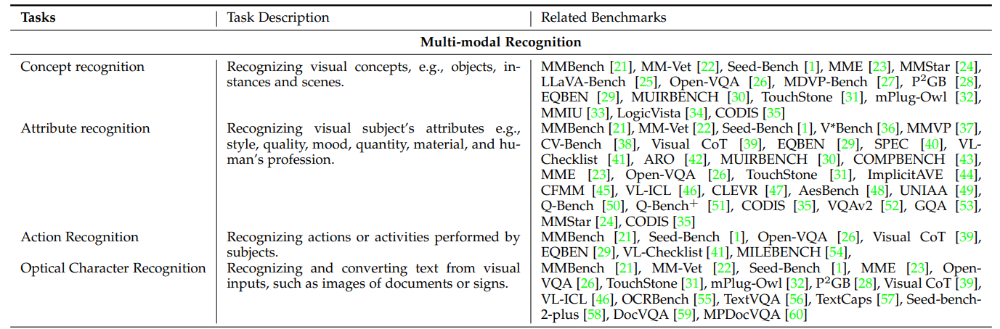 Tasks Task Description Related Benchmarks
Multi-modal Recognition
Concept recognition Recognizing visual concepts, e.g., objects, in- MMBench [21], MM-Vet [22], Seed-Bench [1], MME [23], MMStar [24],
stances and scenes. LLaVA-Bench [25], Open-VQA [26], MDVP-Bench [27], P²GB [28],
EQBEN [29], MUIRBENCH [30], TouchStone [31], mPlug-Owl [32],
MMIU [33], LogicVista [34], CODIS [35]
Attribute recognition Recognizing visual subject's attributes e.g., MMBench [21], MM-Vet [22], Seed-Bench [1], V*Bench [36], MMVP [37],
style, quality, mood, quantity, material, and hu- CV-Bench [38], Visual CoT [39], EQBEN [29], SPEC [40], VL-
man's profession. Checklist [41], ARO [42], MUIRBENCH [30], COMPBENCH [43],
MME [23], Open-VQA [26], TouchStone [31], ImplicitAVE [44],
CFMM [45], VL-ICL [46], CLEVR [47], AesBench [48], UNIAA [49],
Q-Bench [50], Q-Bench⁺ [51], CODIS [35], VQAv2 [52], GQA [53],
MMStar [24], CODIS [35]
Action Recognition Recognizing actions or activities performed by MMBench [21], Seed-Bench [1], Open-VQA [26], Visual CoT [39],
subjects. EQBEN [29], VL-Checklist [41], MILEBENCH [54],
Optical Character Recognition Recognizing and converting text from visual MMBench [21], MM-Vet [22], Seed-Bench [1], MME [23], Open-
inputs, such as images of documents or signs. VQA [26], TouchStone [31], mPlug-Owl [32], P²GB [28], Visual CoT [39],
VL-ICL [46], OCRBench [55], TextVQA [56], TextCaps [57], Seed-bench-
2-plus [58], DocVQA [59], MPDocVQA [60]